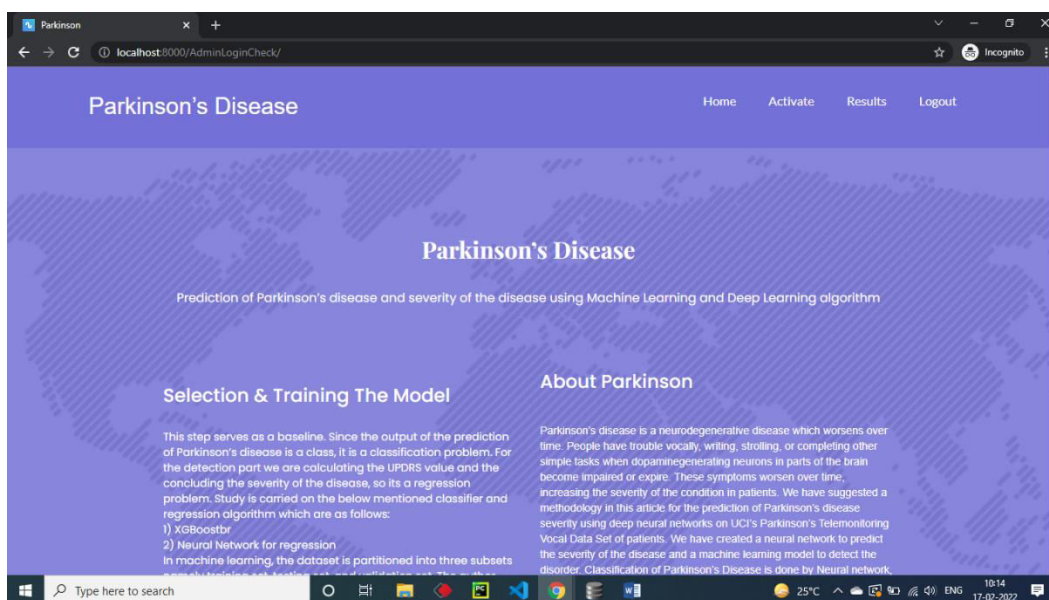 Parkinson
localhost:8000/AdminLoginCheck/
Incognito
Parkinson's Disease
Home
Activate
Results
Logout
Parkinson's Disease
Prediction of Parkinson's disease and severity of the disease using Machine Learning and Deep Learning algorithm
Selection & Training The Model
This step serves as a baseline. Since the output of the prediction
of Parkinson's disease is a class, it is a classification problem. For
the detection part we are calculating the UPDRS value and the
concluding the severity of the disease, so its a regression
problem. Study is carried on the below mentioned classifier and
regression algorithm which are as follows:
1) XGBoostbr
2) Neural Network for regression
In machine learning, the dataset is partitioned into three subsets
namely training set, testing set, and validation set. The author
About Parkinson
Parkinson's disease is a neurodegenerative disease which worsens over
time. People have trouble vocally, writing, strolling, or completing other
simple tasks when dopaminegenerating neurons in parts of the brain
become impaired or expire. These symptoms worsen over time,
increasing the severity of the condition in patients. We have suggested a
methodology in this article for the prediction of Parkinson's disease
severity using deep neural networks on UCI's Parkinson's Telemonitoring
Vocal Data Set of patients. We have created a neural network to predict
the severity of the disease and a machine learning model to detect the
disorder. Classification of Parkinson's Disease is done by Neural network,
Type here to search
PC
25°C
ENG
10:14
17-02-2022